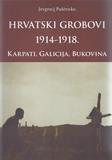 Jevgenij Paščenko
HRVATSKI GROBOVI
1914-1918.
KARPATI, GALICIJA, BUKOVINA